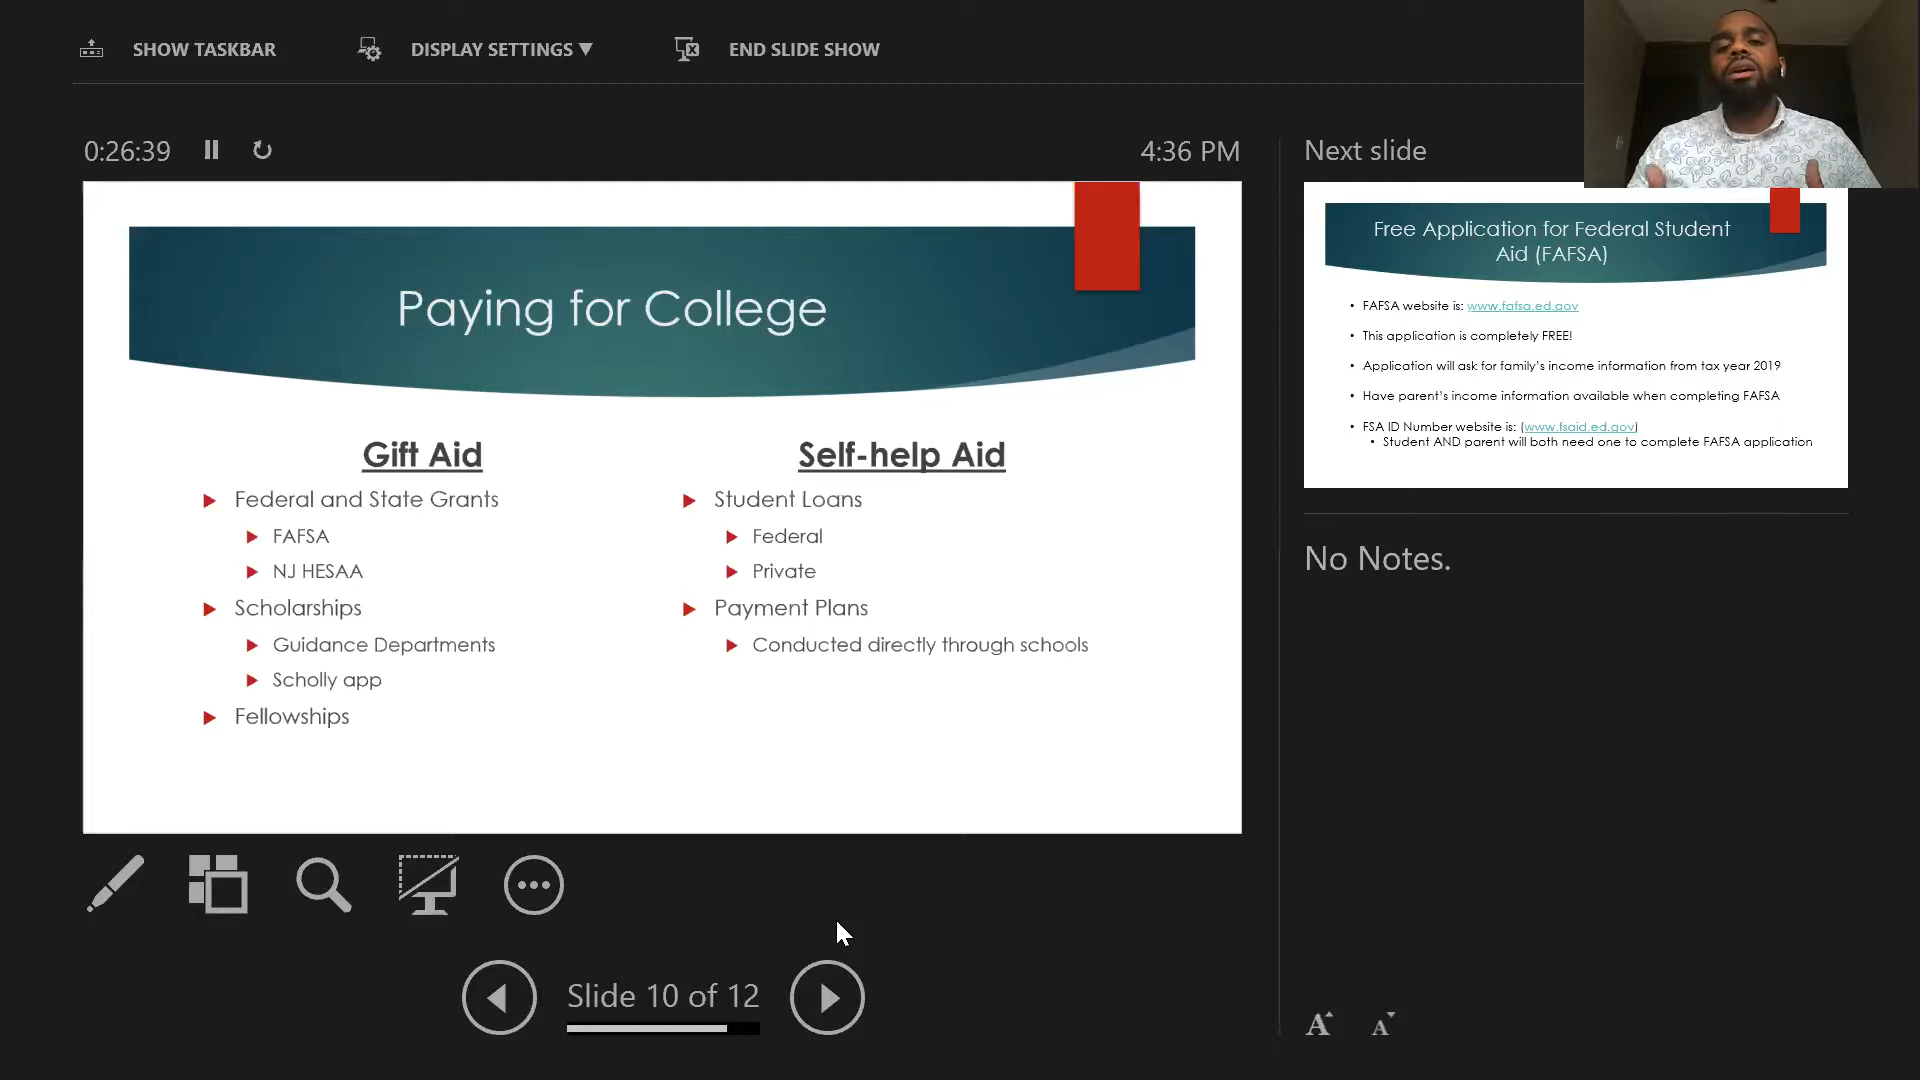 SHOW TASKBAR
DISPLAY SETTINGS ▼
END SLIDE SHOW
0:26:39
4:36 PM
Paying for College
Gift Aid
Federal and State Grants
FAFSA
NJ HESAA
Scholarships
Guidance Departments
Scholly app
Fellowships
Self-help Aid
Student Loans
Federal
Private
Payment Plans
Conducted directly through schools
Slide 10 of 12
Next slide
Free Application for Federal Student
Aid (FAFSA)
• FAFSA website is: www.fafsa.ed.gov
• This application is completely FREE!
• Application will ask for family's income information from tax year 2019
• Have parent's income information available when completing FAFSA
• FSA ID Number website is: (www.fsaid.ed.gov)
• Student AND parent will both need one to complete FAFSA application
No Notes.
A A